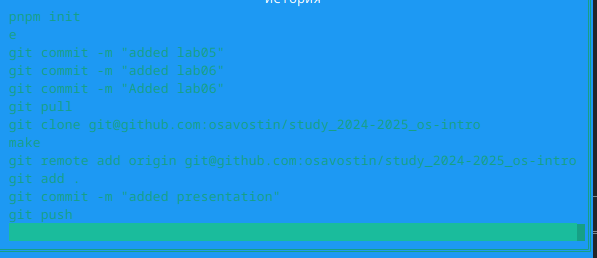 История
pnpm init
e
git commit -m "added lab05"
git commit -m "added lab06"
git commit -m "Added lab06"
git pull
git clone git@github.com:osavostin/study_2024-2025_os-intro
make
git remote add origin git@github.com:osavostin/study_2024-2025_os-intro
git add .
git commit -m "added presentation"
git push